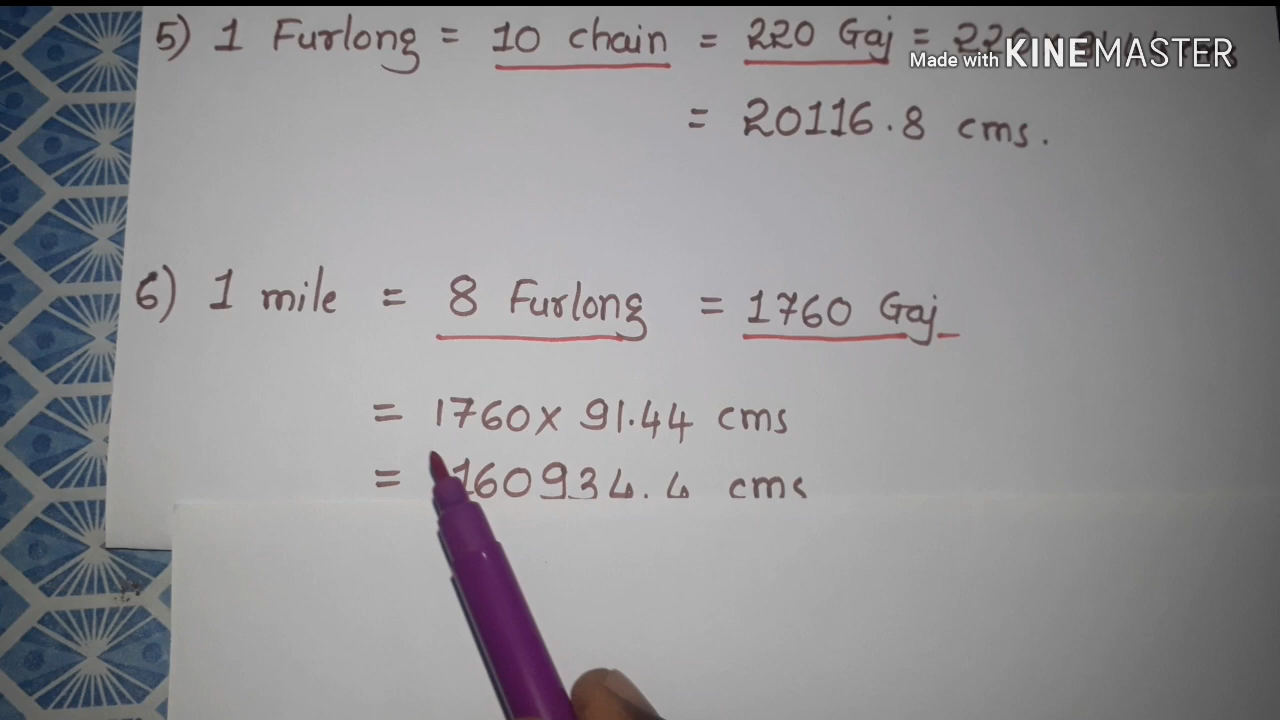 5) 1 Furlong = 10 chain = 220 Gaj = 220
Made with KINEMASTER
= 20116.8 cms.
6) 1 mile = 8 Furlong = 1760 Gaj
= 1760 x 91.44 cms
= 160934.4 cms